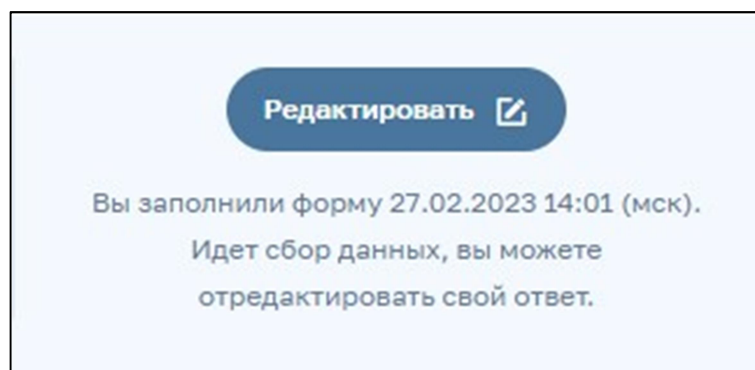 Редактировать
Вы заполнили форму 27.02.2023 14:01 (мск).
Идет сбор данных, вы можете
отредактировать свой ответ.